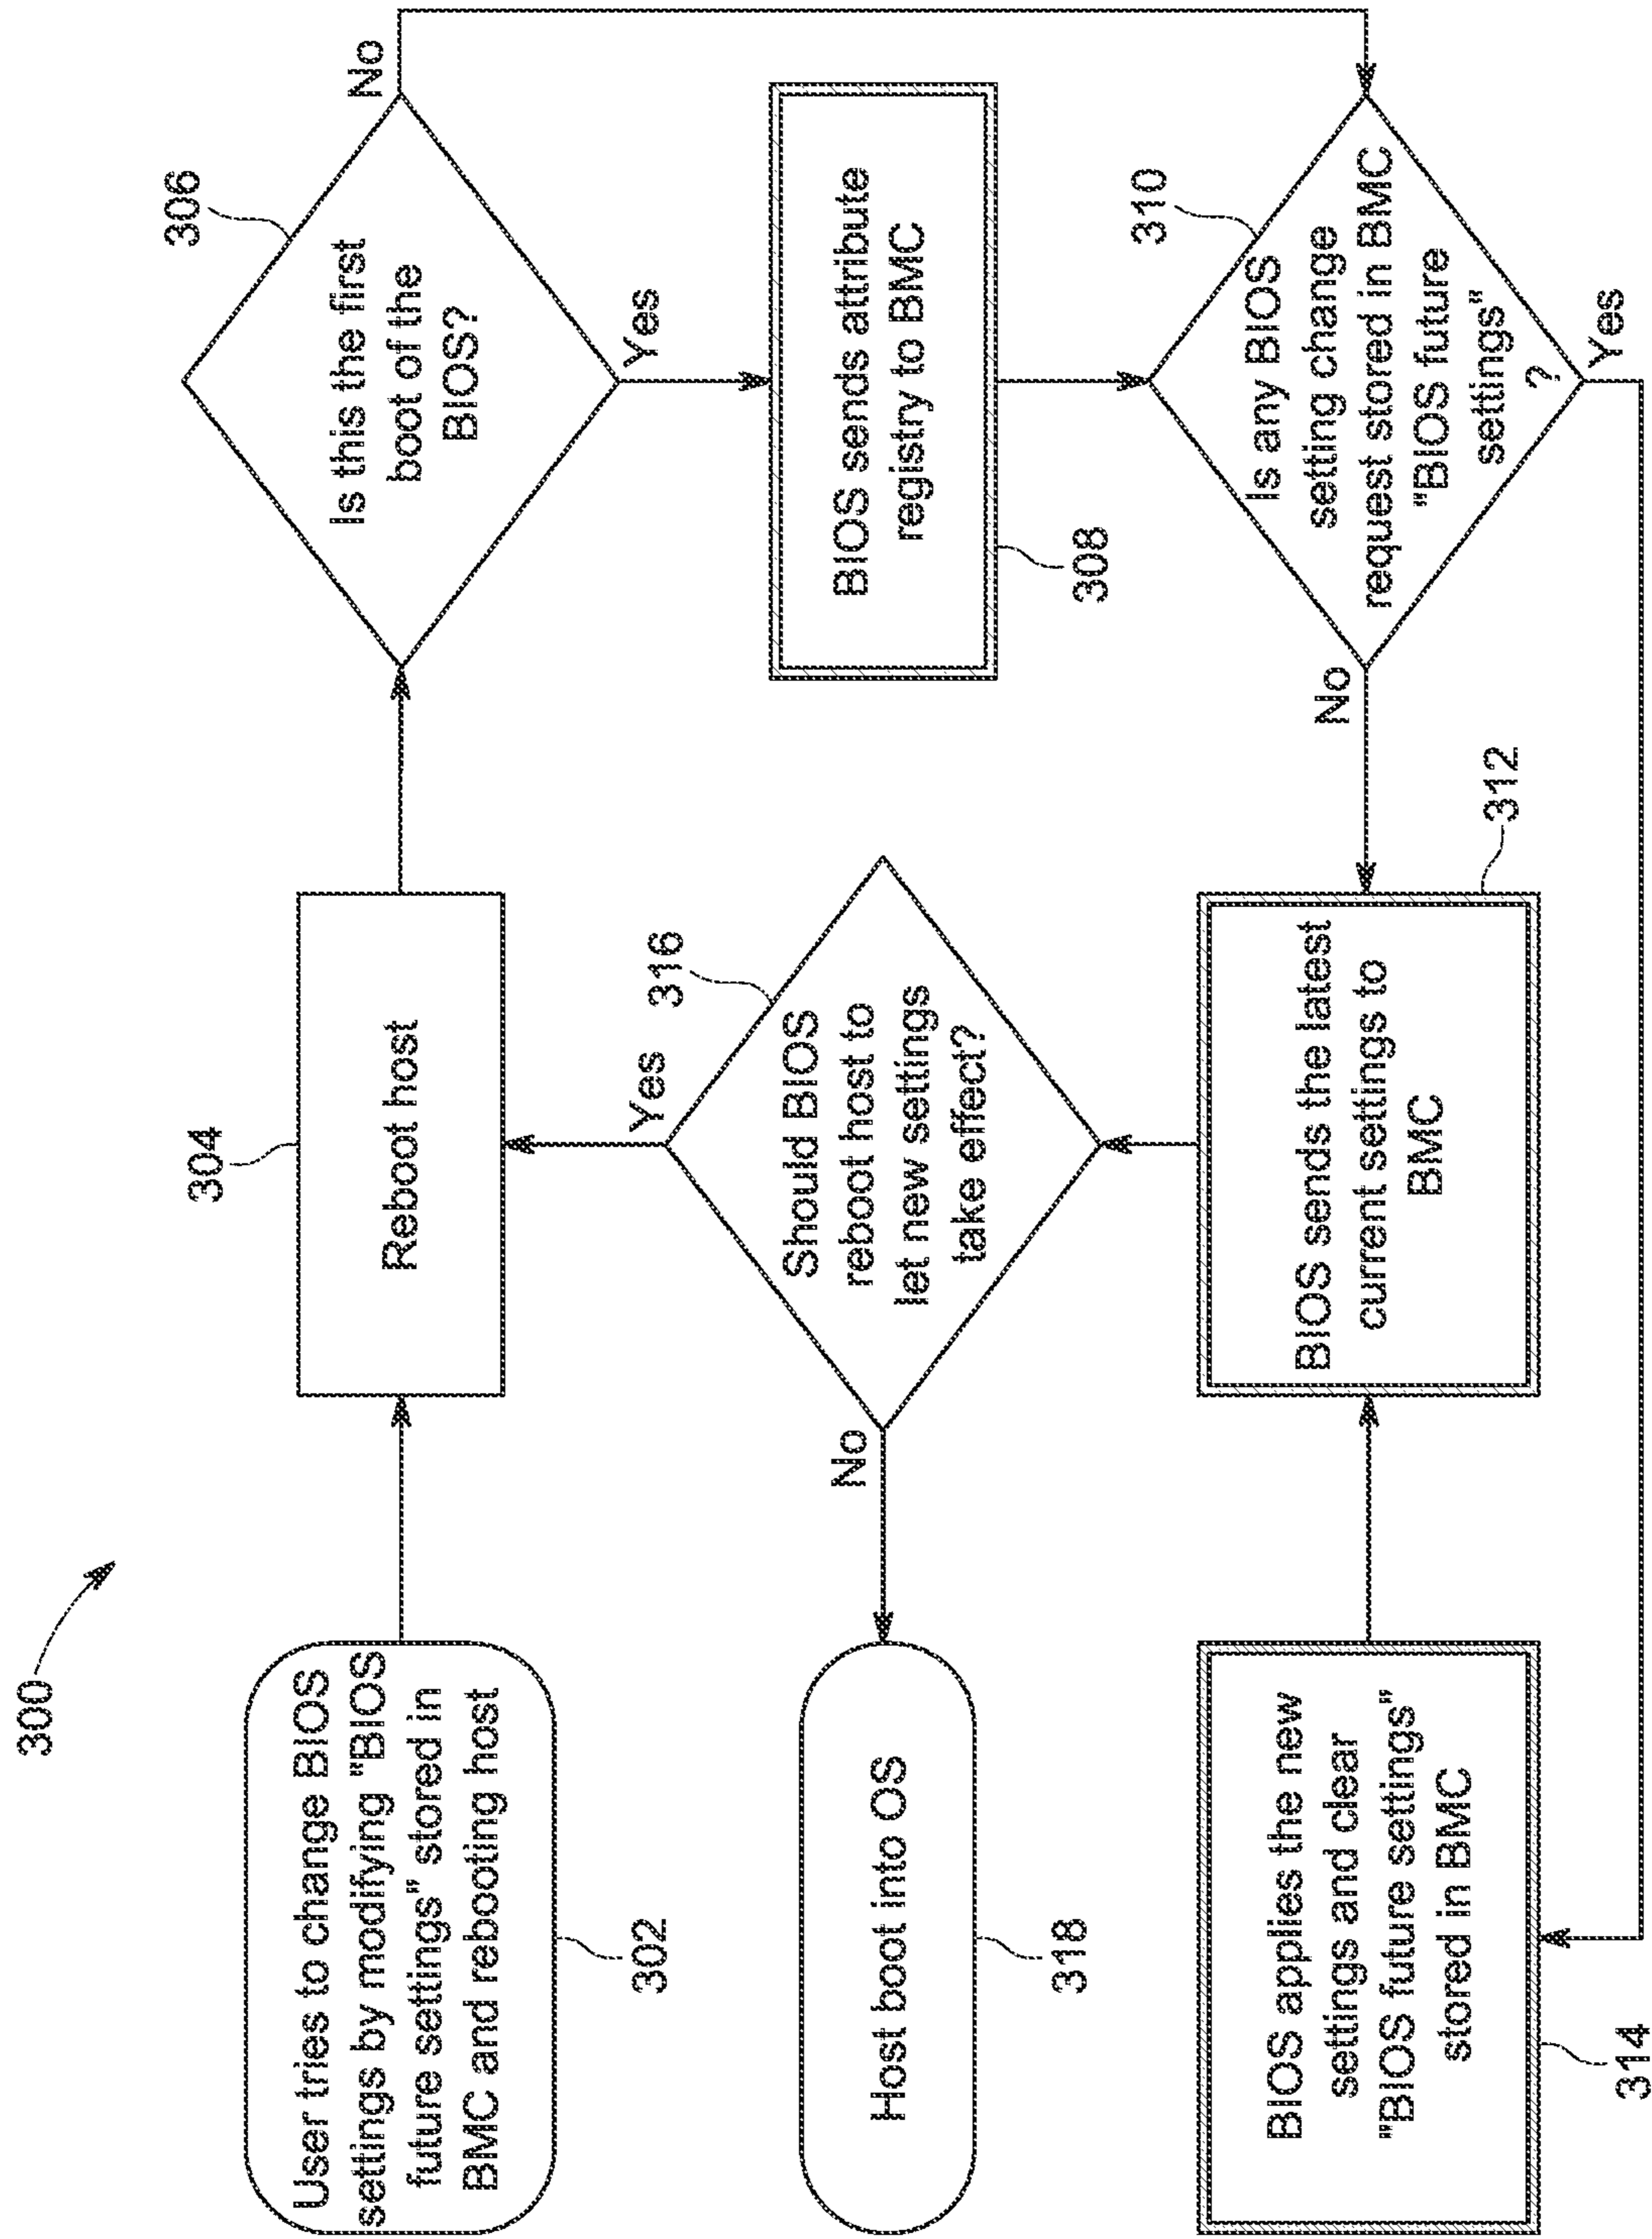 300
User tries to change BIOS
settings by modifying "BIOS
future settings" stored in
BMC and rebooting host
302
304
Reboot host
306
Is this the first
boot of the
BIOS?
No
Yes
BIOS sends attribute
registry to BMC
308
310
Is any BIOS
setting change
request stored in BMC
"BIOS future
settings"
?
No
Yes
312
BIOS sends the latest
current settings to
BMC
BIOS applies the new
settings and clear
"BIOS future settings"
stored in BMC
314
316
Should BIOS
reboot host to
let new settings
take effect?
Yes
No
Host boot into OS
318